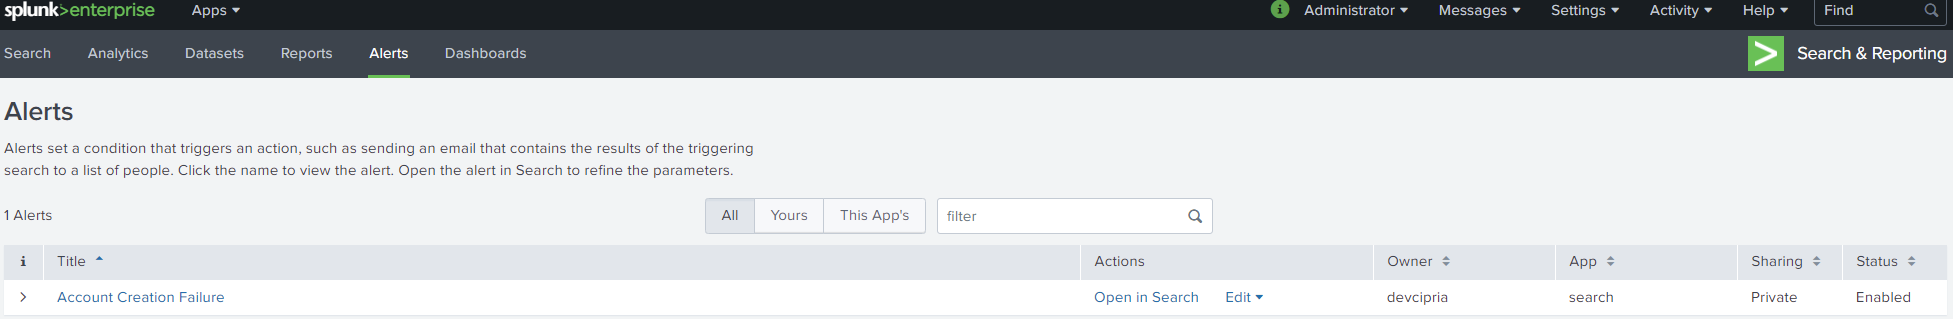 splunk>enterprise Apps Administrator Messages Settings Activity Help Find
Search Analytics Datasets Reports Alerts Dashboards Search & Reporting
Alerts
Alerts set a condition that triggers an action, such as sending an email that contains the results of the triggering
search to a list of people. Click the name to view the alert. Open the alert in Search to refine the parameters.
1 Alerts All Yours This App's filter
i Title Actions Owner App Sharing Status
Account Creation Failure Open in Search Edit devcipria search Private Enabled